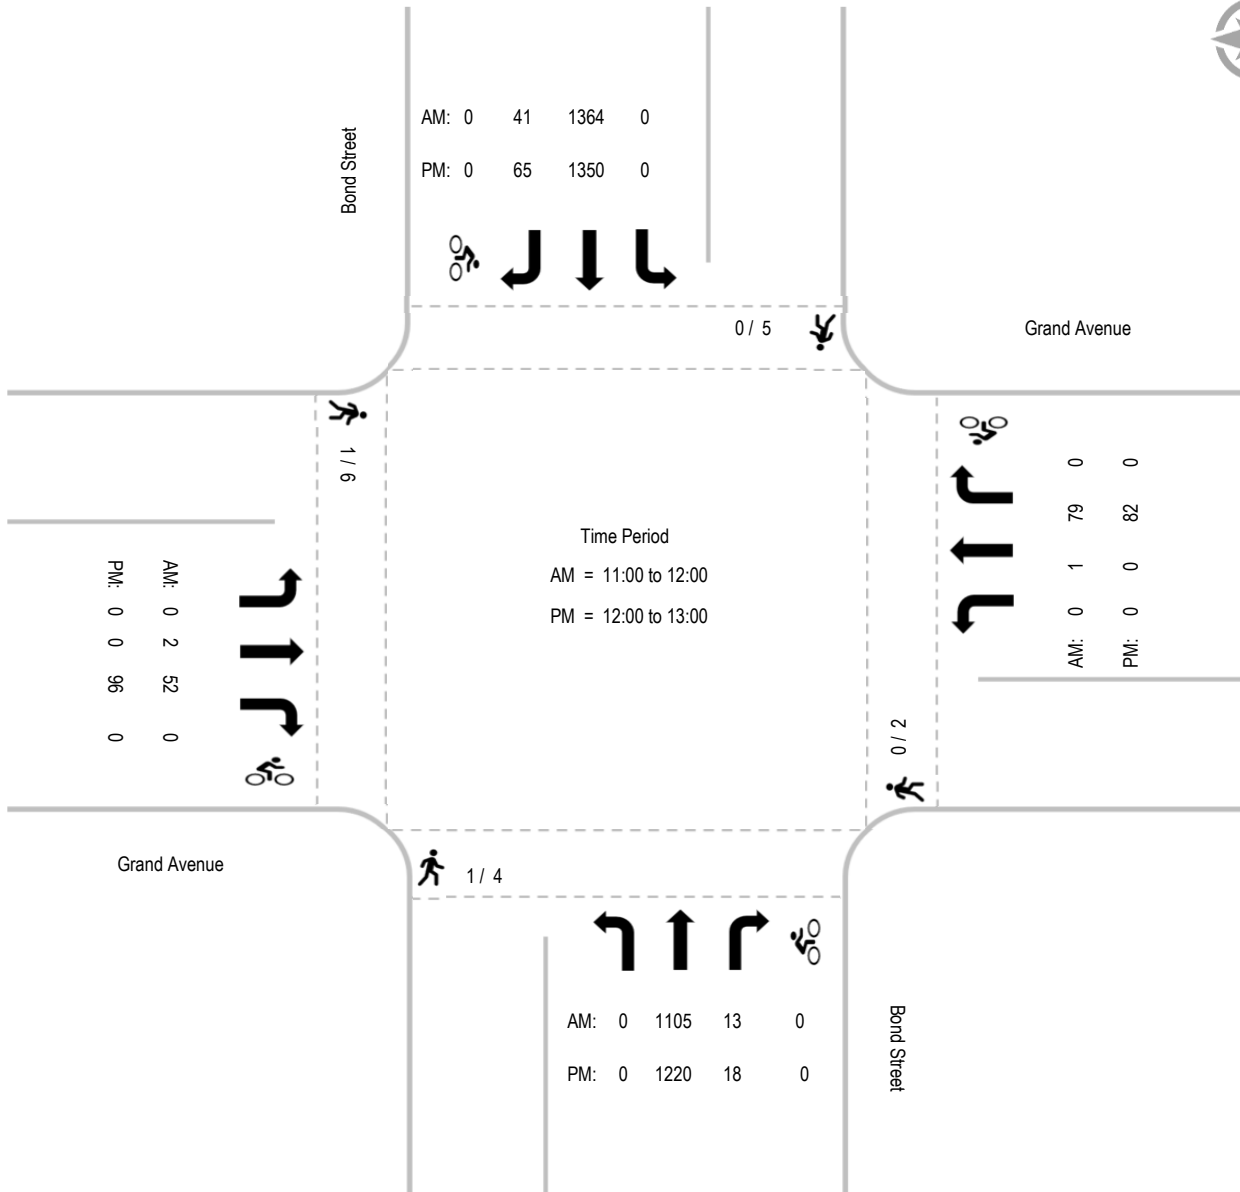 AM: 0 41 1364 0
PM: 0 65 1350 0
Bond Street
0 / 5
Grand Avenue
1 / 6
0 79 1 0 AM:
0 82 0 0 PM:
Time Period
AM = 11:00 to 12:00
PM = 12:00 to 13:00
AM: 0 2 52 0
PM: 0 0 96 0
0 / 2
Grand Avenue
1 / 4
AM: 0 1105 13 0
PM: 0 1220 18 0
Bond Street